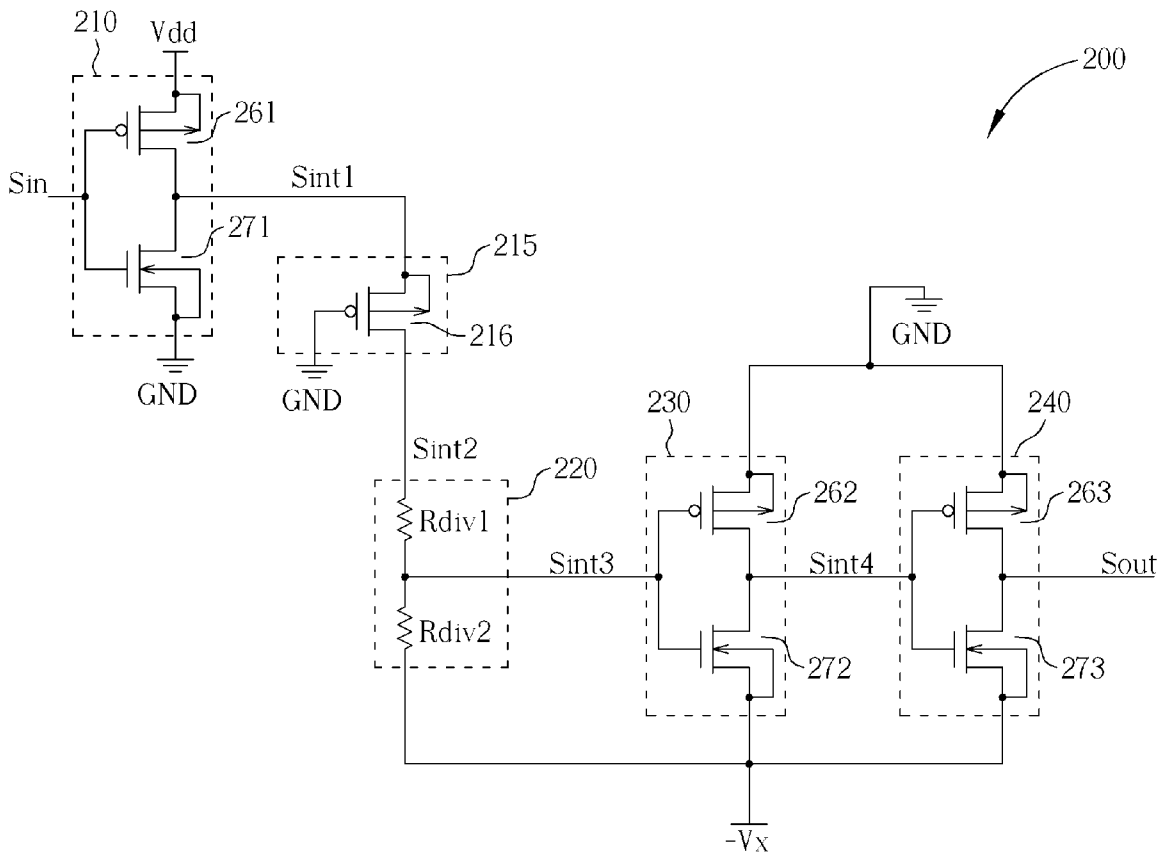 210
Vdd
200
261
Sin
Sint1
271
215
216
GND
GND
GND
230
240
Sint2
220
262
263
Rdiv1
Sint3
Sint4
Sout
Rdiv2
272
273
-Vx